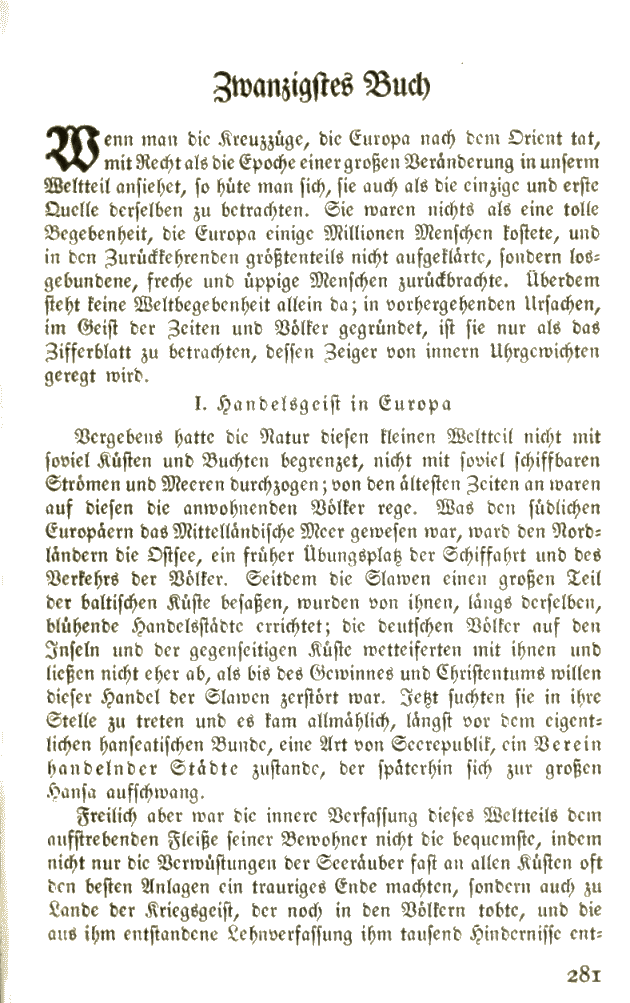 Zwanzigstes Buch
Wenn man die Kreuzzüge, die Europa nach dem Orient tat,
mit Recht als die Epoche einer großen Veränderung in unserm
Weltteil ansiehet, so hüte man sich, sie auch als die einzige und erste
Quelle derselben zu betrachten. Sie waren nichts als eine tolle
Begebenheit, die Europa einige Millionen Menschen kostete, und
in den Zurückkehrenden größtenteils nicht aufgeklärte, sondern los=
gebundene, freche und üppige Menschen zurückbrachte. Überdem
steht keine Weltbegebenheit allein da; in vorhergehenden Ursachen,
im Geist der Zeiten und Völker gegründet, ist sie nur als das
Zifferblatt zu betrachten, dessen Zeiger von innern Uhrgewichten
geregt wird.
I. Handelsgeist in Europa
Vergebens hatte die Natur diesen kleinen Weltteil nicht mit
soviel Küsten und Buchten begrenzet, nicht mit soviel schiffbaren
Strömen und Meeren durchzogen; von den ältesten Zeiten an waren
auf diesen die anwohnenden Völker rege. Was den südlichen
Europäern das Mittelländische Meer gewesen war, ward den Nord=
ländern die Ostsee, ein früher Übungsplatz der Schiffahrt und des
Verkehrs der Völker. Seitdem die Slawen einen großen Teil
der baltischen Küste besaßen, wurden von ihnen, längs derselben,
blühende Handelsstädte errichtet; die deutschen Völker auf den
Inseln und der gegenseitigen Küste wetteiferten mit ihnen und
ließen nicht eher ab, als bis des Gewinnes und Christentums willen
dieser Handel der Slawen zerstört war. Jetzt suchten sie in ihre
Stelle zu treten und es kam allmählich, längst vor dem eigent=
lichen hanseatischen Bunde, eine Art von Seerepublik, ein Verein
handelnder Städte zustande, der späterhin sich zur großen
Hansa aufschwang.
Freilich aber war die innere Verfassung dieses Weltteils dem
aufstrebenden Fleiße seiner Bewohner nicht die bequemste, indem
nicht nur die Verwüstungen der Seeräuber fast an allen Küsten oft
den besten Anlagen ein trauriges Ende machten, sondern auch zu
Lande der Kriegsgeist, der noch in den Völkern tobte, und die
aus ihm entstandene Lehnverfassung ihm tausend Hindernisse ent=
281